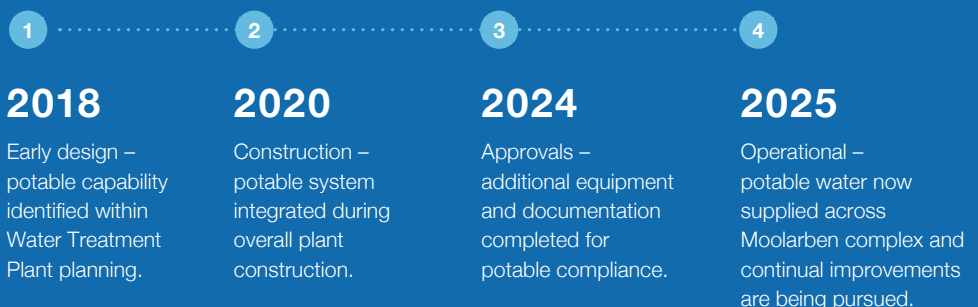 1
2
3
4
2018
Early design –
potable capability
identified within
Water Treatment
Plant planning.
2020
Construction –
potable system
integrated during
overall plant
construction.
2024
Approvals –
additional equipment
and documentation
completed for
potable compliance.
2025
Operational –
potable water now
supplied across
Moolarben complex and
continual improvements
are being pursued.